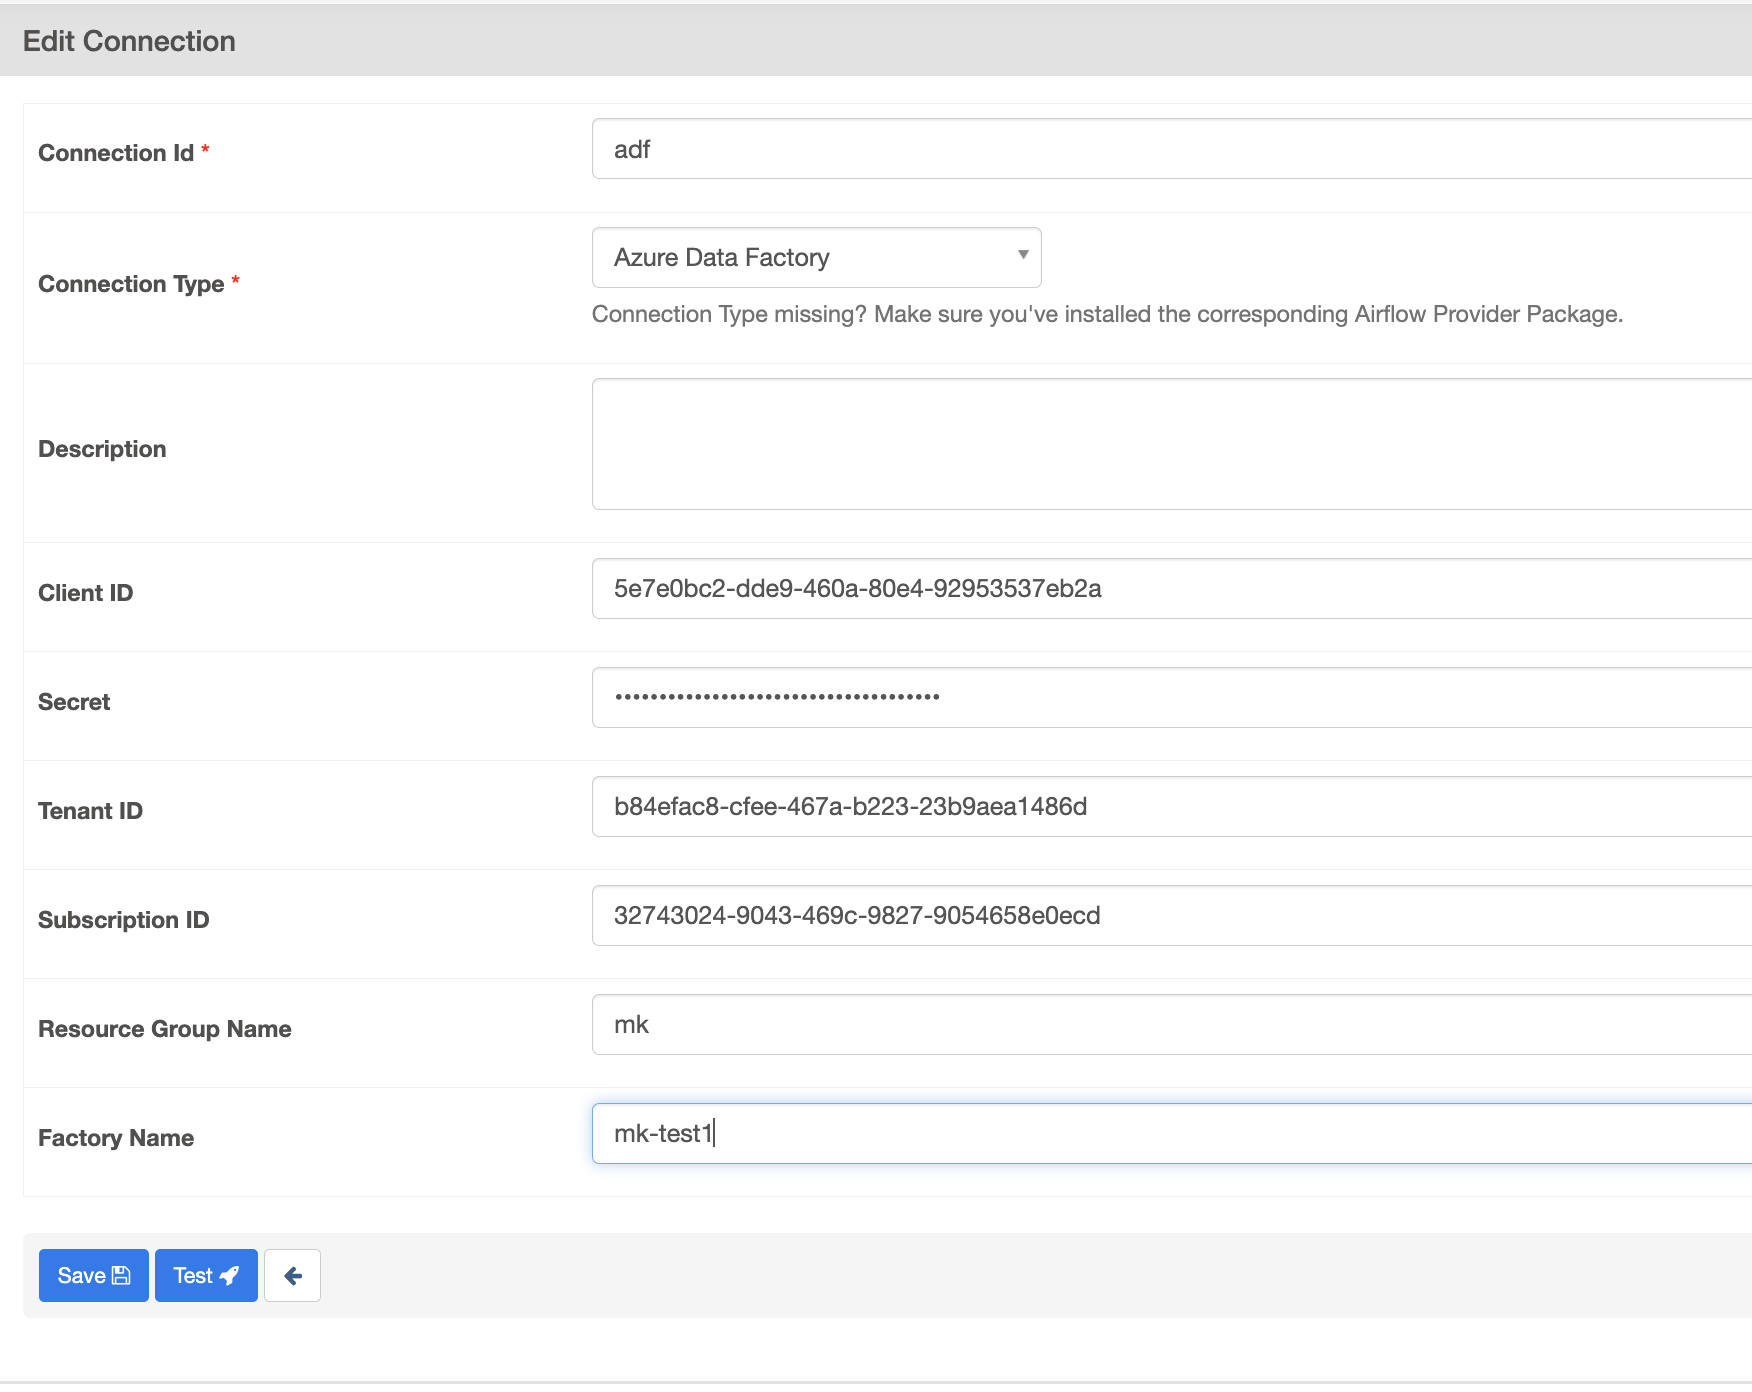 Edit Connection
Connection Id *
adf
Connection Type *
Azure Data Factory
Connection Type missing? Make sure you've installed the corresponding Airflow Provider Package.
Description
Client ID
5e7e0bc2-dde9-460a-80e4-92953537eb2a
Secret
•••••••••••••••••••••••••••••••••••••
Tenant ID
b84efac8-cfee-467a-b223-23b9aea1486d
Subscription ID
32743024-9043-469c-9827-9054658e0ecd
Resource Group Name
mk
Factory Name
mk-test1
Save Test